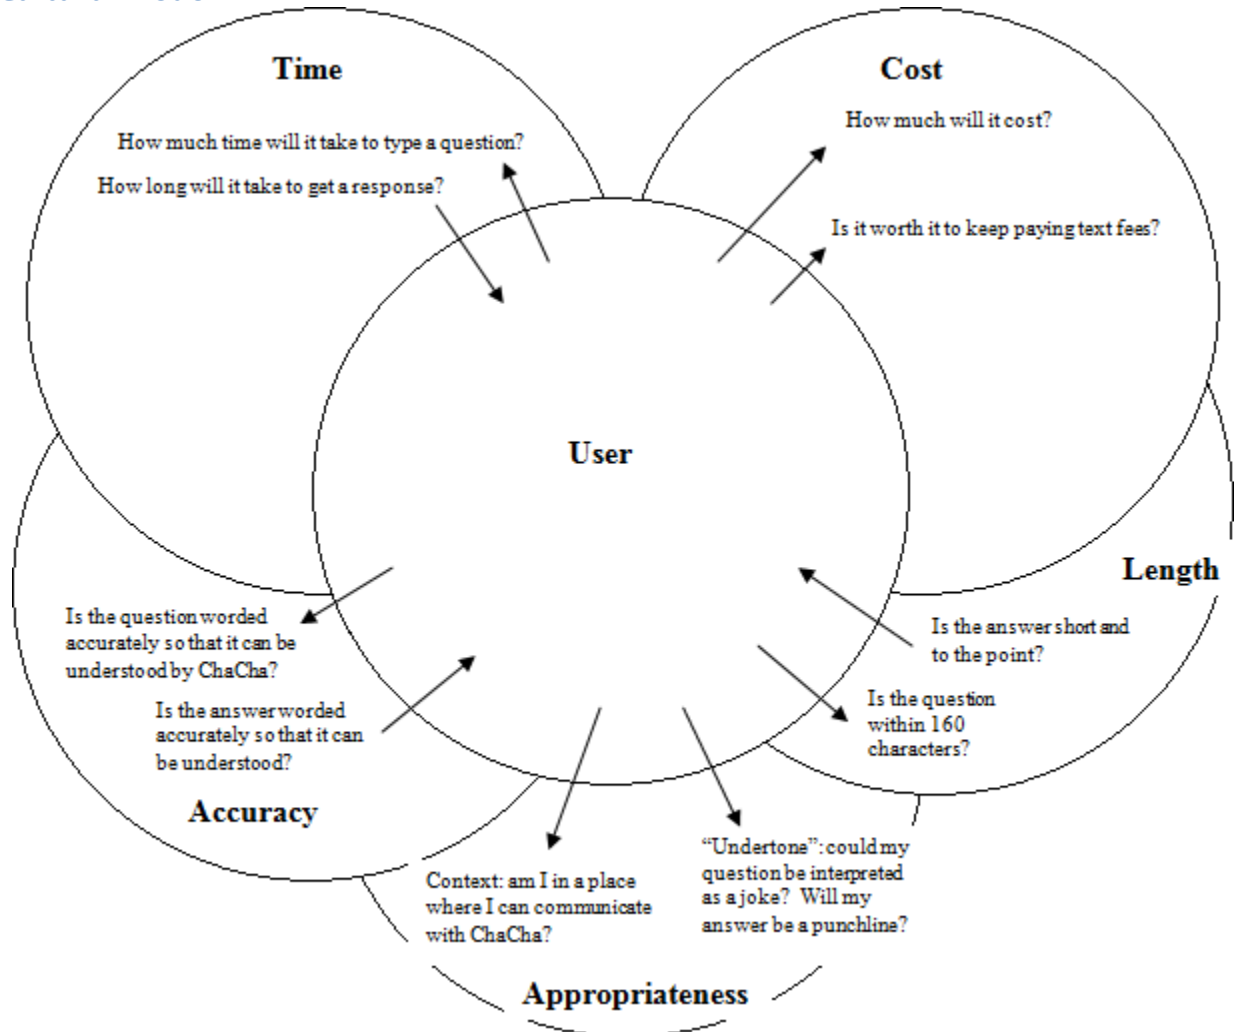 Time
How much time will it take to type a question?
How long will it take to get a response?
Cost
How much will it cost?
Is it worth it to keep paying text fees?
User
Length
Is the answer short and
to the point?
Is the question
within 160
characters?
Is the question worded
accurately so that it can be
understood by ChaCha?
Is the answer worded
accurately so that it can
be understood?
Accuracy
Context: am I in a place
where I can communicate
with ChaCha?
“Undertone”: could my
question be interpreted
as a joke? Will my
answer be a punchline?
Appropriateness